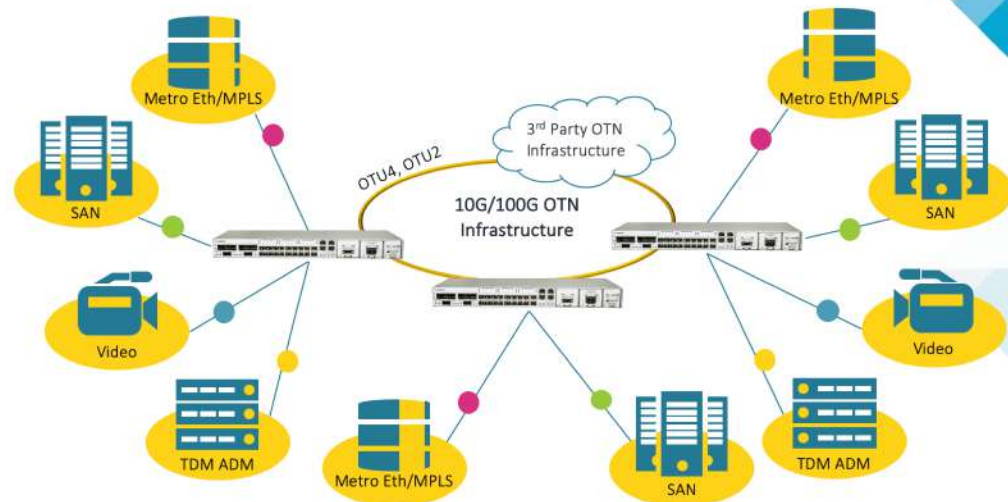 Metro Eth/MPLS
Metro Eth/MPLS
3rd Party OTN
Infrastructure
OTU4, OTU2
SAN
SAN
10G/100G OTN
Infrastructure
Video
Video
TDM ADM
Metro Eth/MPLS
SAN
TDM ADM